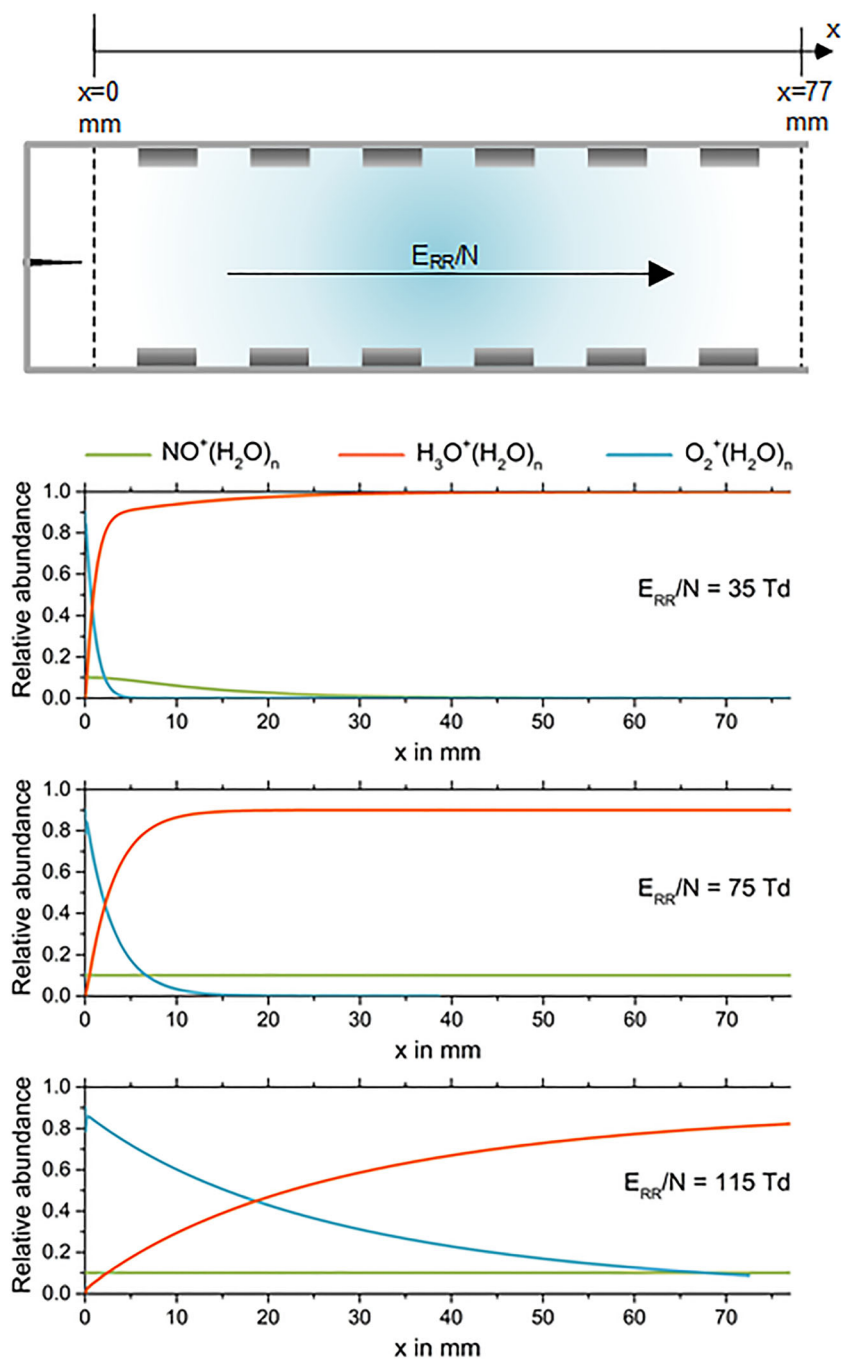 x
x=0
mm
x=77
mm
E_RR/N
NO⁺(H₂O)ₙ H₃O⁺(H₂O)ₙ O₂⁺(H₂O)ₙ
Relative abundance
1.0
0.8
0.6
0.4
0.2
0.0
E_RR/N = 35 Td
0 10 20 30 40 50 60 70
x in mm
Relative abundance
1.0
0.8
0.6
0.4
0.2
0.0
E_RR/N = 75 Td
0 10 20 30 40 50 60 70
x in mm
Relative abundance
1.0
0.8
0.6
0.4
0.2
0.0
E_RR/N = 115 Td
0 10 20 30 40 50 60 70
x in mm